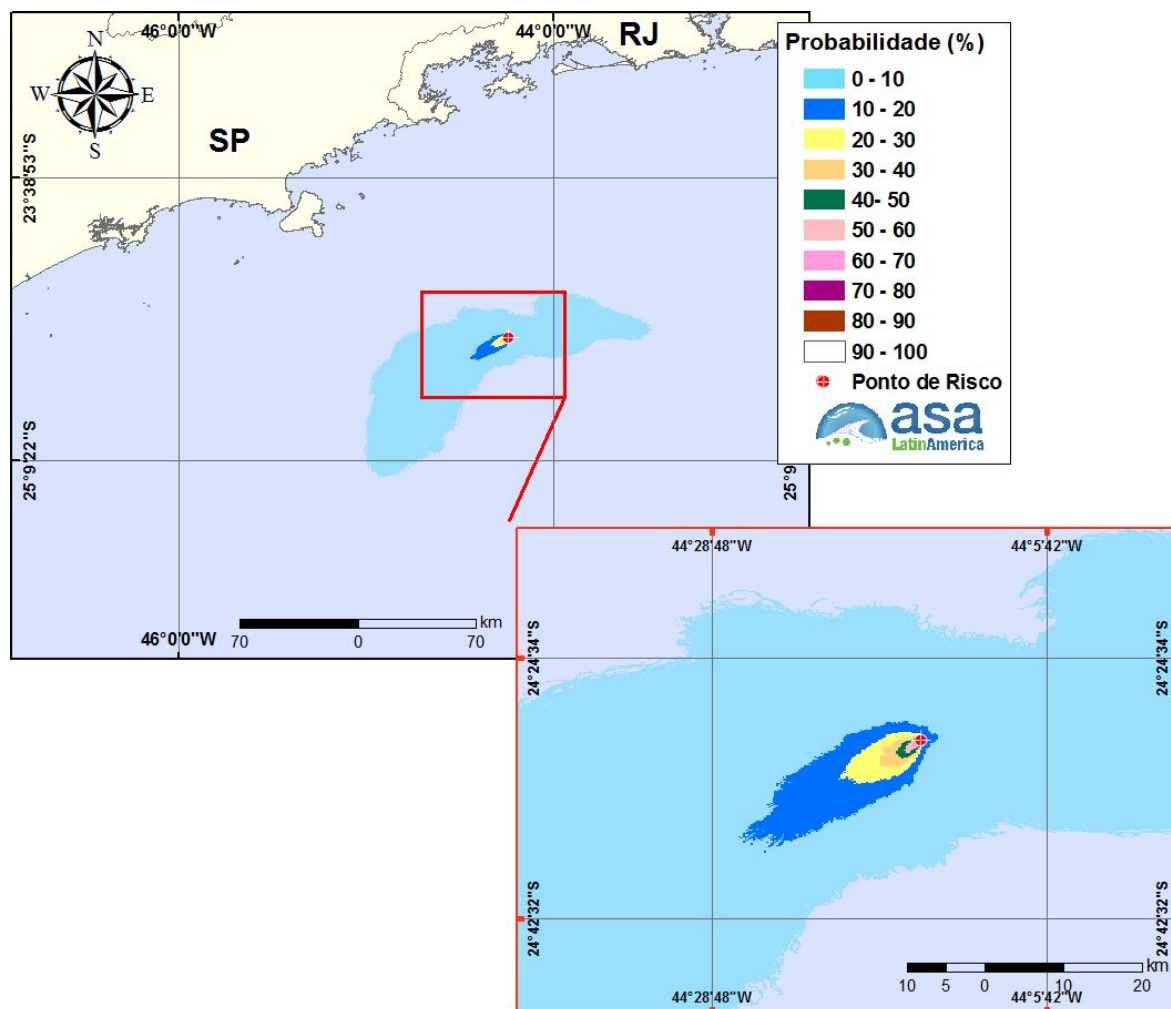 46°0'0"W
44°0'0"W
RJ
N
W
E
S
SP
23°38'53"S
25°9'22"S
25°9
46°0'0"W
70
0
70
km
Probabilidade (%)
0 - 10
10 - 20
20 - 30
30 - 40
40- 50
50 - 60
60 - 70
70 - 80
80 - 90
90 - 100
Ponto de Risco
asa
LatinAmerica
44°28'48"W
44°5'42"W
24°24'34"S
24°24'34"S
24°42'32"S
24°42'32"S
10 5 0 10 20
km
44°28'48"W
44°5'42"W